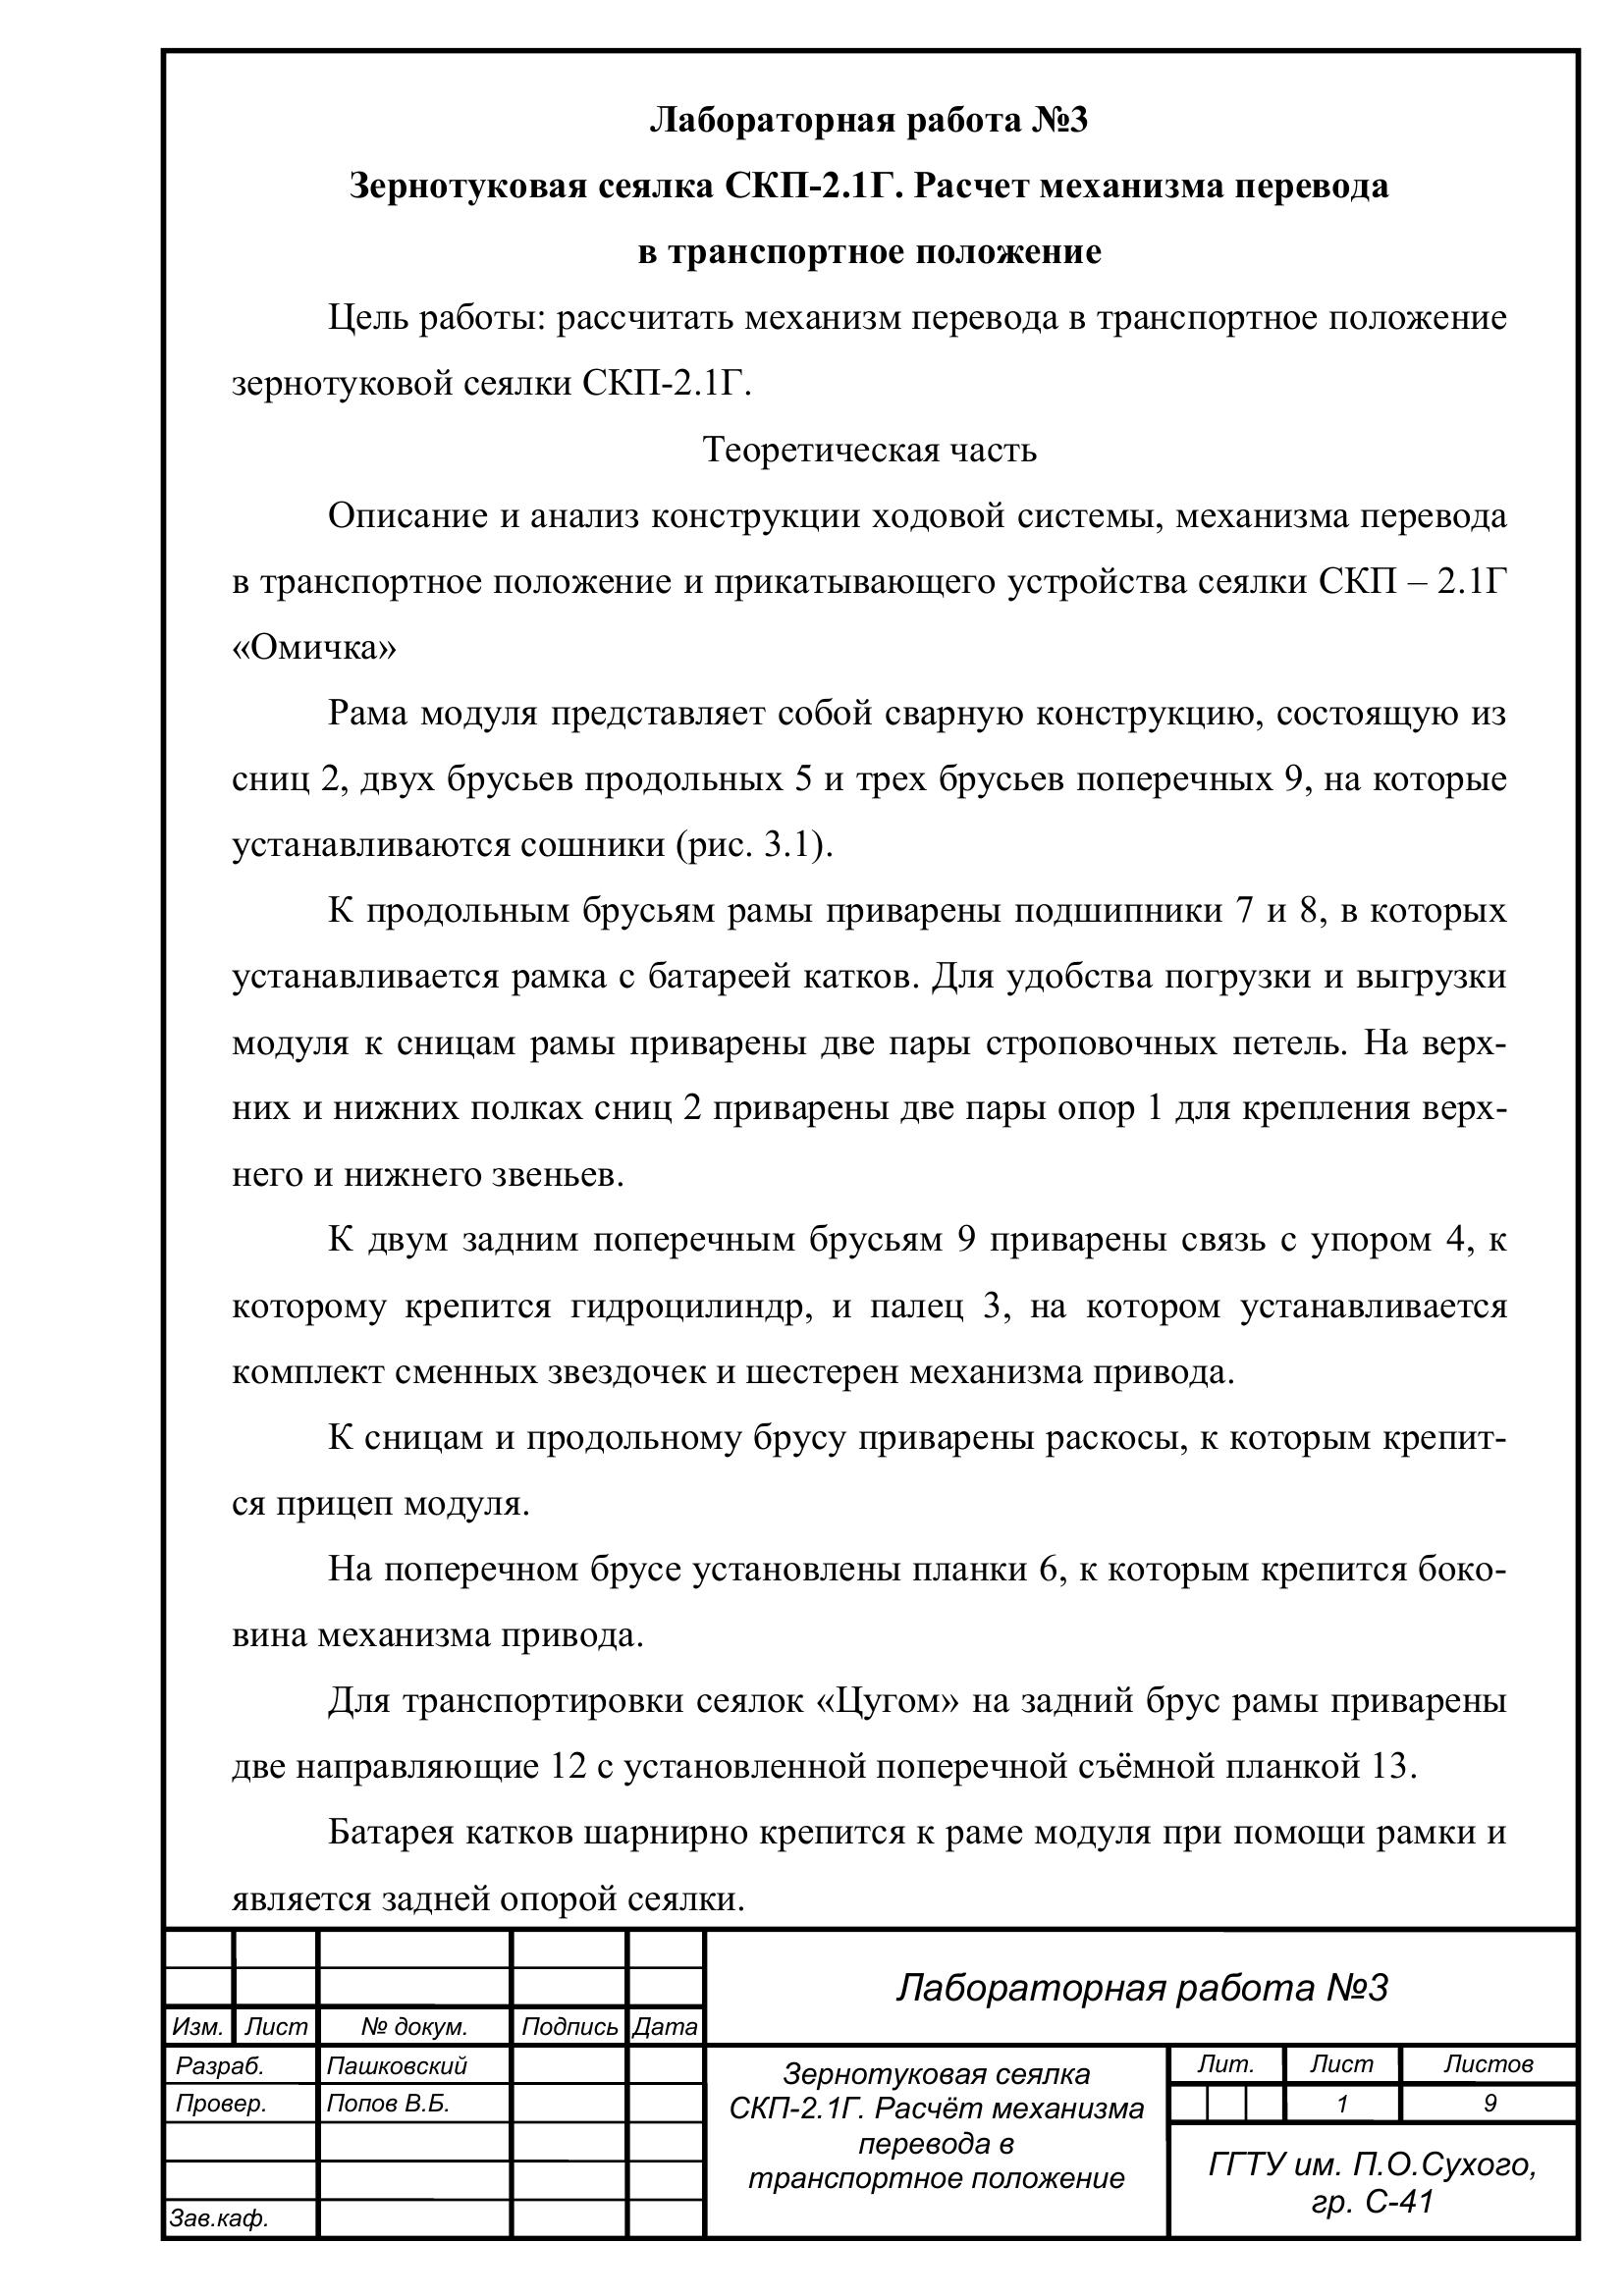 Лабораторная работа №3
Зернотуковая сеялка СКП-2.1Г. Расчет механизма перевода
в транспортное положение
Цель работы: рассчитать механизм перевода в транспортное положение
зернотуковой сеялки СКП-2.1Г.
Теоретическая часть
Описание и анализ конструкции ходовой системы, механизма перевода
в транспортное положение и прикатывающего устройства сеялки СКП – 2.1Г
«Омичка»
Рама модуля представляет собой сварную конструкцию, состоящую из
сниц 2, двух брусьев продольных 5 и трех брусьев поперечных 9, на которые
устанавливаются сошники (рис. 3.1).
К продольным брусьям рамы приварены подшипники 7 и 8, в которых
устанавливается рамка с батареей катков. Для удобства погрузки и выгрузки
модуля к сницам рамы приварены две пары строповочных петель. На верх-
них и нижних полках сниц 2 приварены две пары опор 1 для крепления верх-
него и нижнего звеньев.
К двум задним поперечным брусьям 9 приварены связь с упором 4, к
которому крепится гидроцилиндр, и палец 3, на котором устанавливается
комплект сменных звездочек и шестерен механизма привода.
К сницам и продольному брусу приварены раскосы, к которым крепит-
ся прицеп модуля.
На поперечном брусе установлены планки 6, к которым крепится боко-
вина механизма привода.
Для транспортировки сеялок «Цугом» на задний брус рамы приварены
две направляющие 12 с установленной поперечной съёмной планкой 13.
Батарея катков шарнирно крепится к раме модуля при помощи рамки и
является задней опорой сеялки.
Лабораторная работа №3
Изм. Лист № докум. Подпись Дата
Разраб. Пашковский
Провер. Попов В.Б.
Зав.каф.
Зернотуковая сеялка
СКП-2.1Г. Расчёт механизма
перевода в
транспортное положение
Лит. Лист Листов
1 9
ГГТУ им. П.О.Сухого,
гр. С-41